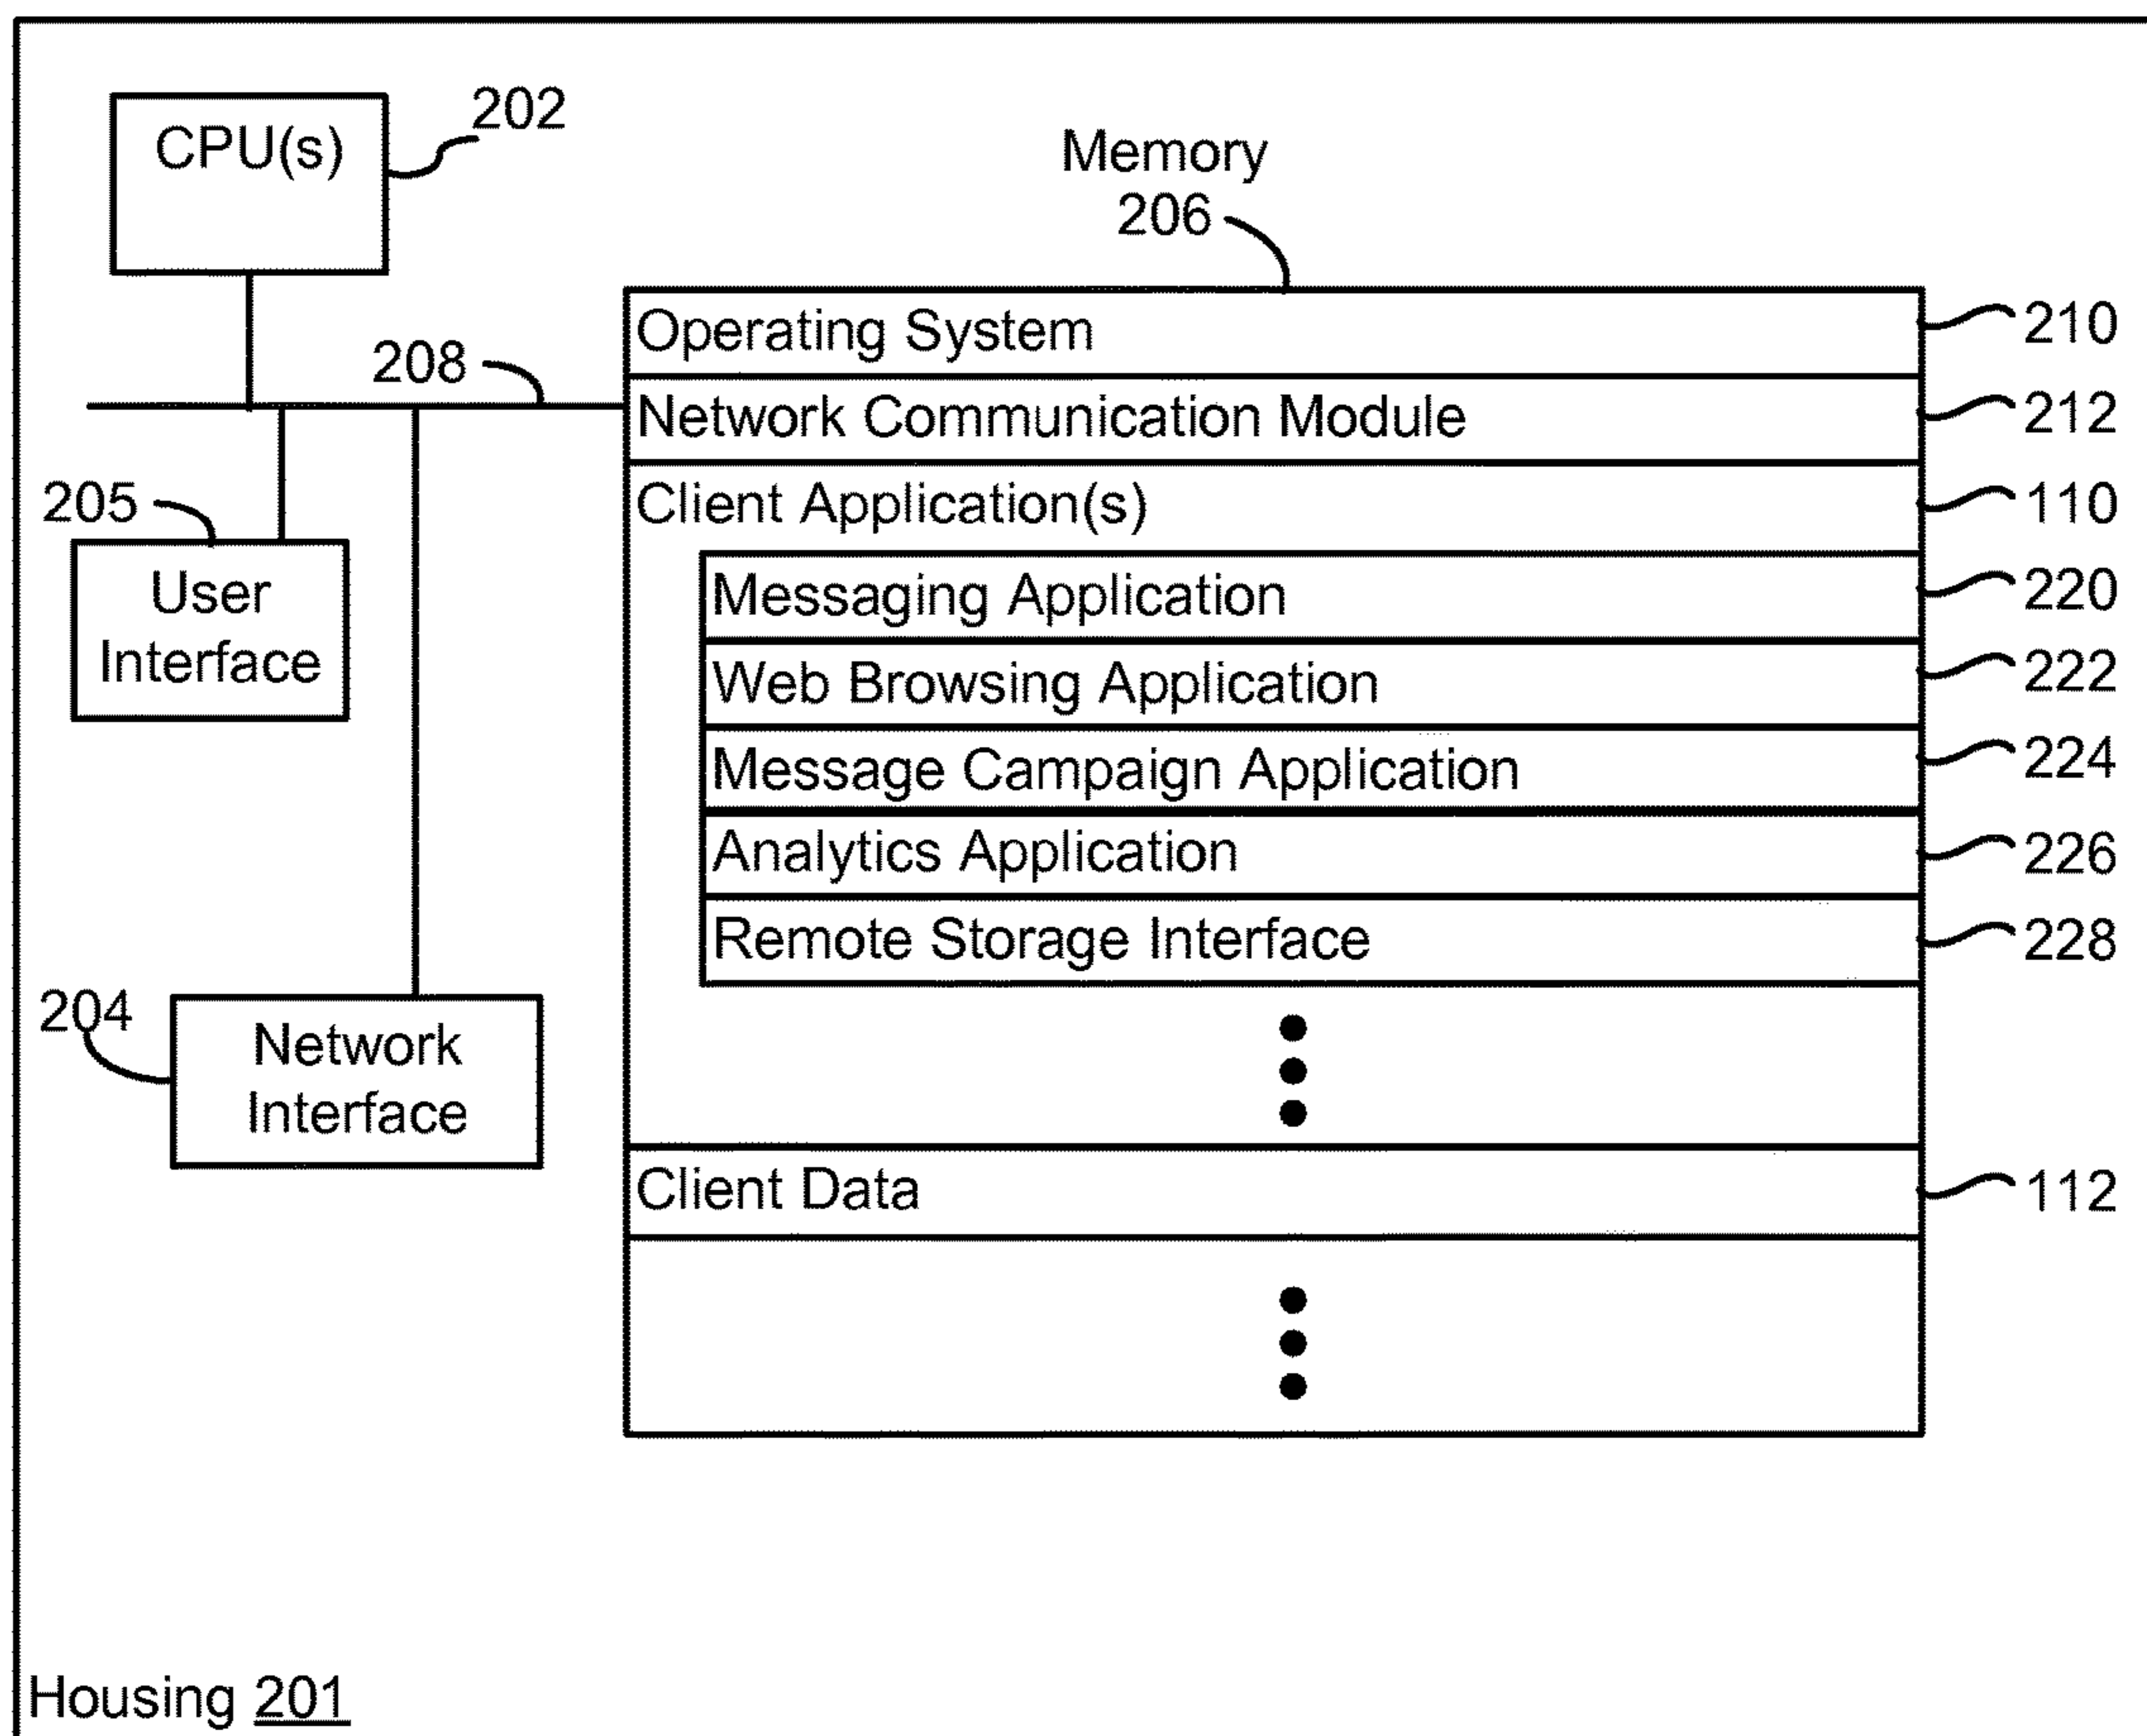 CPU(s)
202
Memory
206
Operating System
210
208
Network Communication Module
212
205
Client Application(s)
110
User
Interface
Messaging Application
220
Web Browsing Application
222
Message Campaign Application
224
Analytics Application
226
Remote Storage Interface
228
204
Network
Interface
Client Data
112
Housing 201